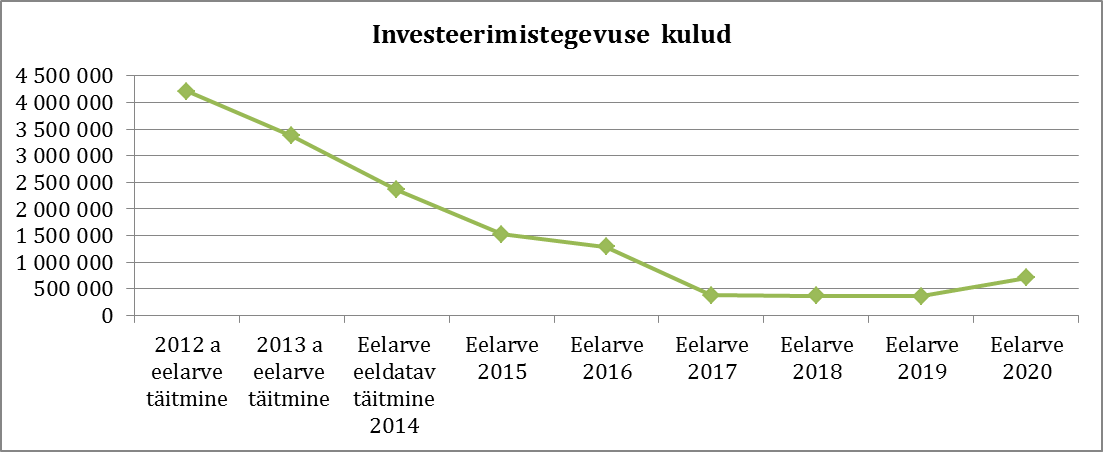 Investeerimistegevuse kulud
4 500 000
4 000 000
3 500 000
3 000 000
2 500 000
2 000 000
1 500 000
1 000 000
500 000
0
2012 a
eelarve
täitmine
2013 a
eelarve
täitmine
Eelarve
eeldatav
täitmine
2014
Eelarve
2015
Eelarve
2016
Eelarve
2017
Eelarve
2018
Eelarve
2019
Eelarve
2020